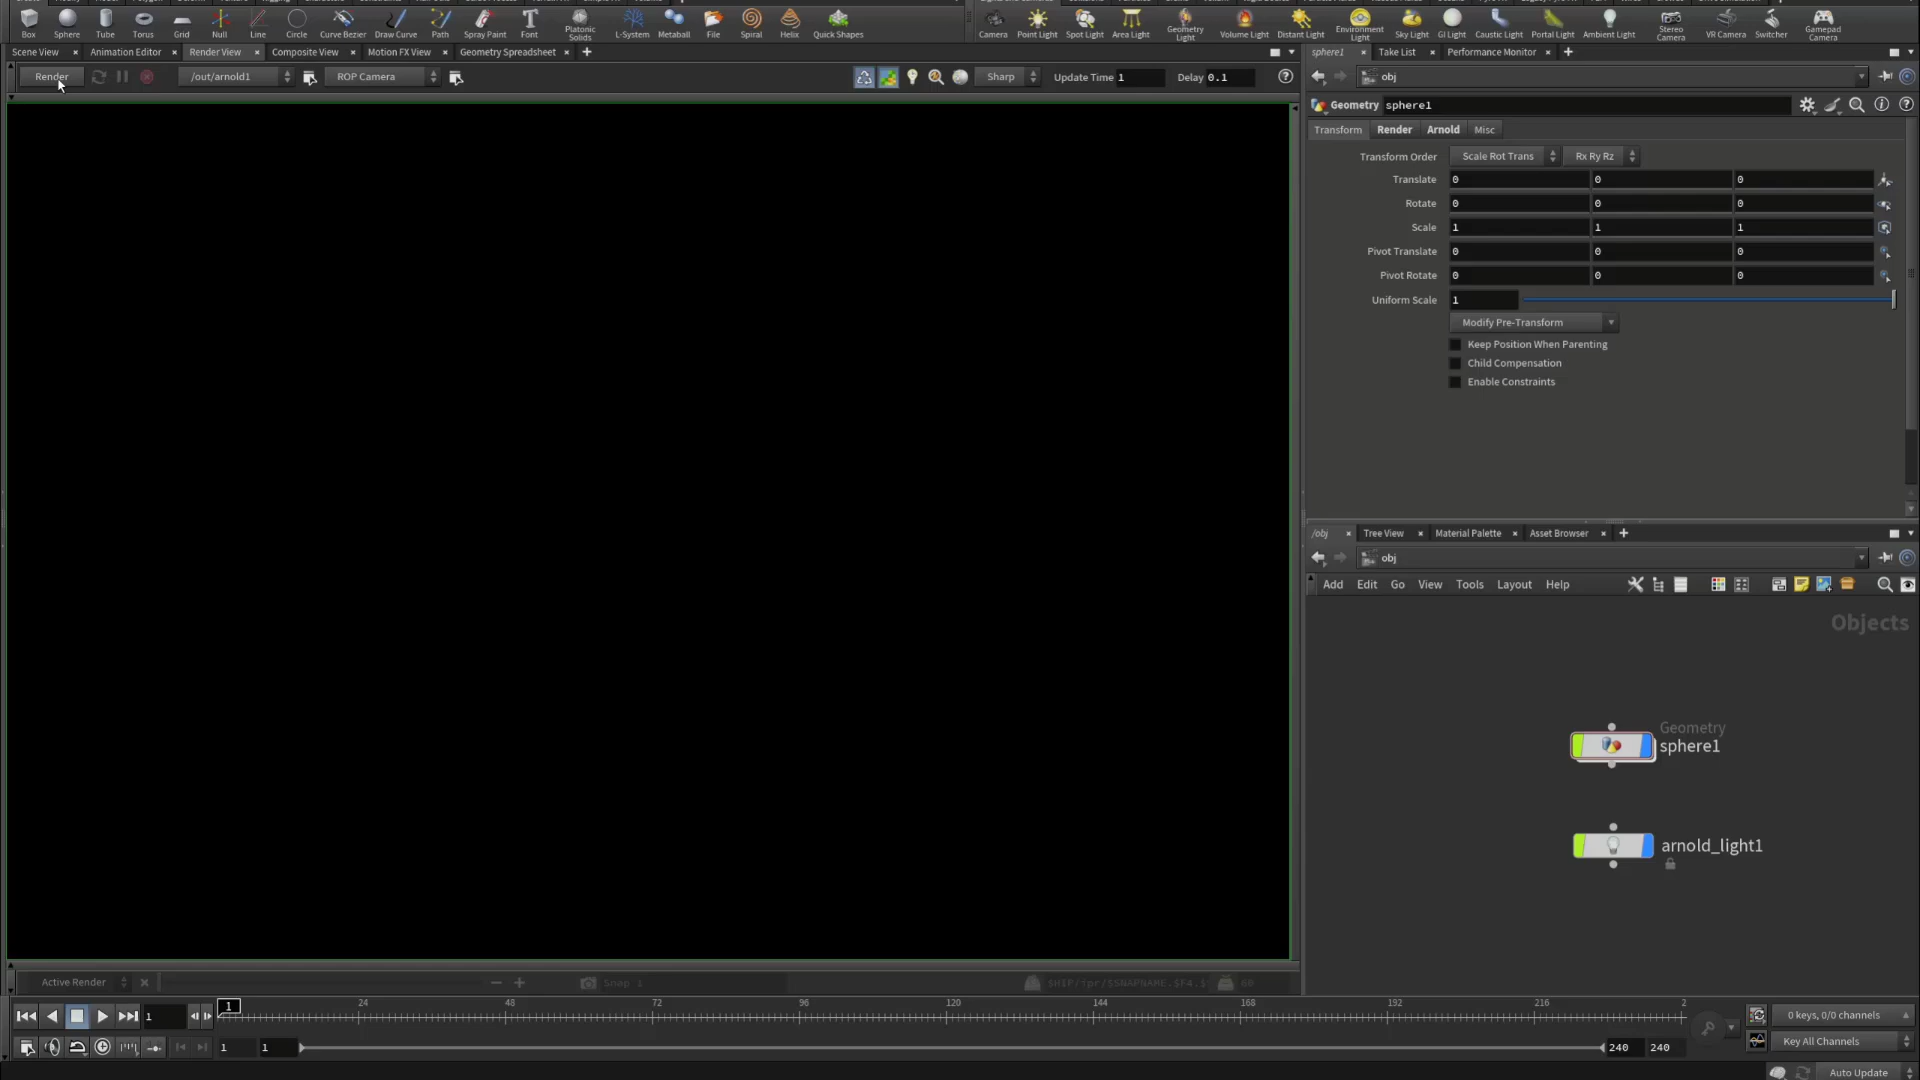 Box Sphere Tube Torus Grid Null Line Circle Curve Bezier Draw Curve Path Spray Paint Font Platonic Solids L-System Metaball File Spiral Helix Quick Shapes
Camera Point Light Spot Light Area Light Geometry Light Volume Light Distant Light Environment Light Sky Light GI Light Caustic Light Portal Light Ambient Light Stereo Camera VR Camera Switcher Gamepad Camera
Scene View Animation Editor Render View Composite View Motion FX View Geometry Spreadsheet
Render /out/arnold1 ROP Camera Sharp Update Time 1 Delay 0.1
sphere1 Take List Performance Monitor
obj
Geometry sphere1
Transform Render Arnold Misc
Transform Order Scale Rot Trans Rx Ry Rz
Translate 0 0 0
Rotate 0 0 0
Scale 1 1 1
Pivot Translate 0 0 0
Pivot Rotate 0 0 0
Uniform Scale 1
Modify Pre-Transform
Keep Position When Parenting
Child Compensation
Enable Constraints
/obj Tree View Material Palette Asset Browser
obj
Add Edit Go View Tools Layout Help
Objects
Geometry
sphere1
arnold_light1
Active Render Snap 1 $HIP/ipr/$SNAPNAME.$F4.$ 60
1 24 48 72 96 120 144 168 192 216 2
1
0 keys, 0/0 channels
1 1 240 240
Key All Channels
Auto Update